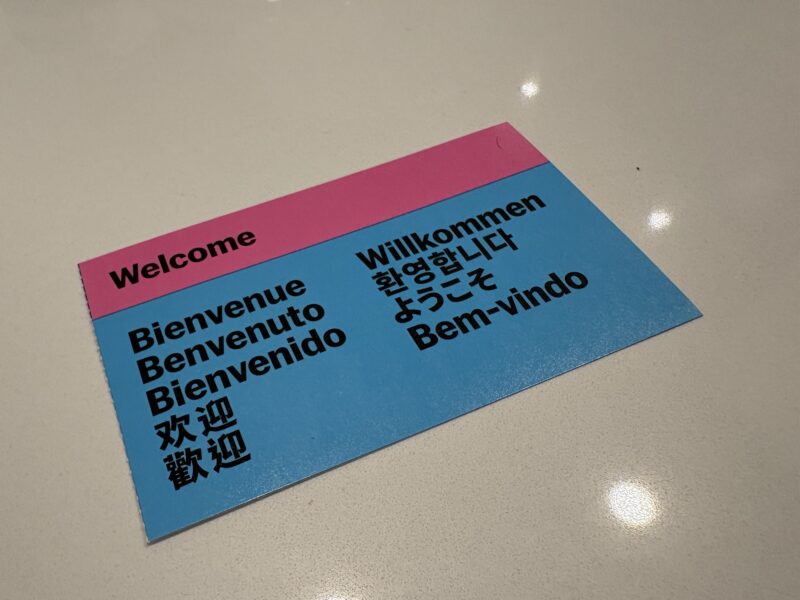 Welcome
Bienvenue
Benvenuto
Bienvenido
欢迎
歡迎
Willkommen
환영합니다
ようこそ
Bem-vindo